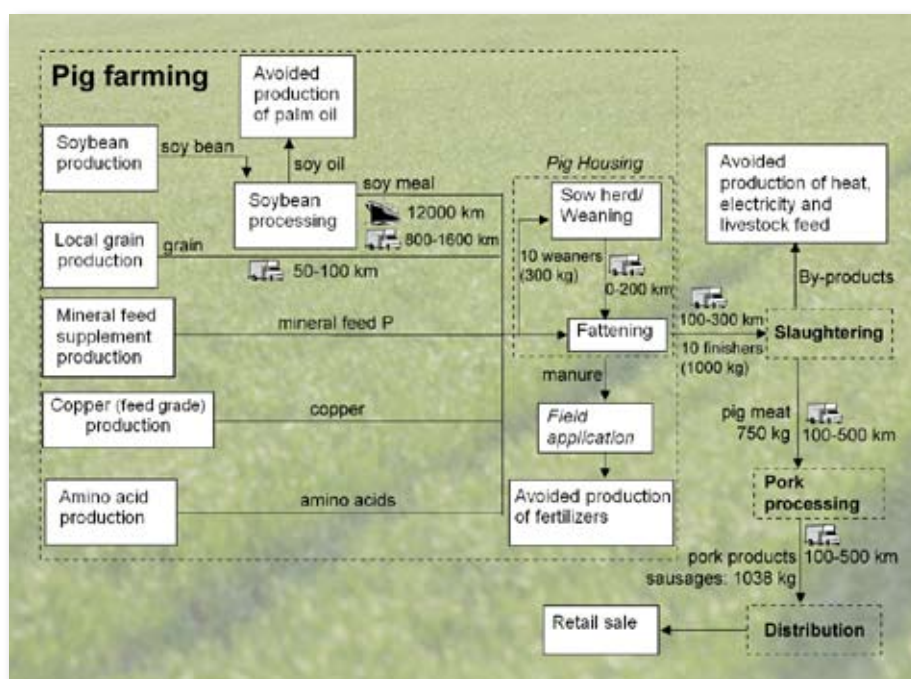 Pig farming
Avoided
production
of palm oil
Soybean
production
soy bean
soy oil
Soybean
processing
soy meal
12000 km
800-1600 km
Local grain
production
grain
50-100 km
Mineral feed
supplement
production
mineral feed P
Copper (feed grade)
production
copper
Amino acid
production
amino acids
Pig Housing
Sow herd/
Weaning
10 weaners
(300 kg)
0-200 km
Fattening
manure
Field
application
Avoided production
of fertilizers
100-300 km
10 finishers
(1000 kg)
Avoided
production of heat,
electricity and
livestock feed
By-products
Slaughtering
pig meat
750 kg
100-500 km
Pork
processing
pork products
sausages: 1038 kg
100-500 km
Distribution
Retail sale